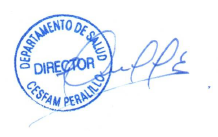 DEPARTAMENTO DE SALUD
DIRECTOR
CESFAM PERALILLO